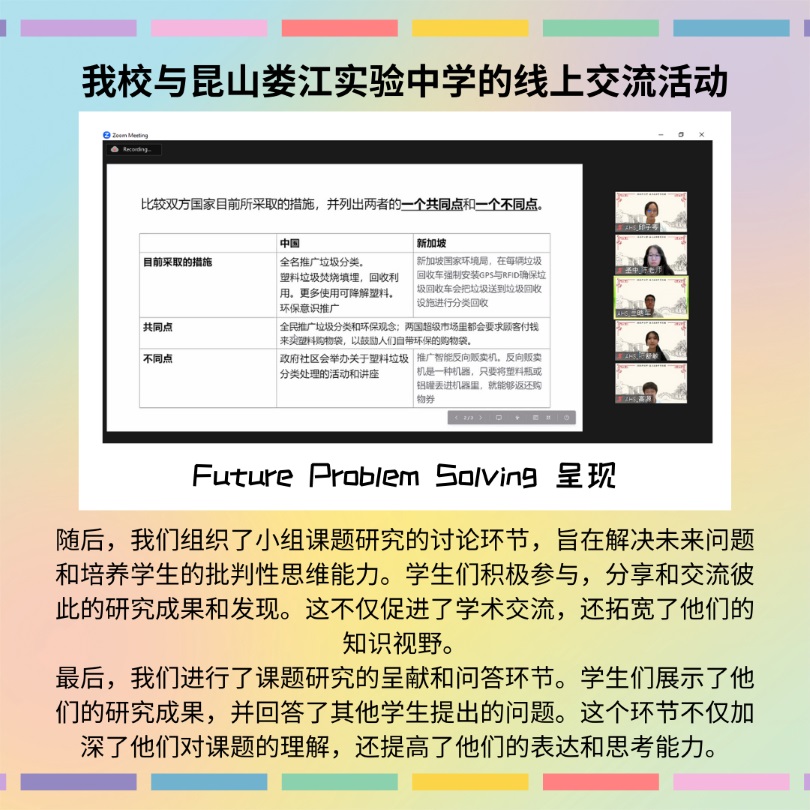 我校与昆山娄江实验中学的线上交流活动
Zoom Meeting
Recording...
比较双方国家目前所采取的措施，并列出两者的一个共同点和一个不同点。
中国 新加坡
目前采取的措施
全名推广垃圾分类。
塑料垃圾焚烧填埋，回收利
用。更多使用可降解塑料。
环保意识推广
新加坡国家环境局，在每辆垃圾
回收车强制安装GPS与RFID确保垃
圾回收车会把垃圾送到垃圾回收
设施进行分类回收
共同点
全民推广垃圾分类和环保观念；两国超级市场里都会要求顾客付钱
来买塑料购物袋，以鼓励人们自带环保的购物袋。
不同点
政府社区会举办关于塑料垃圾
分类处理的活动和讲座
推广智能反向贩卖机。反向贩卖
机是一种机器，只要将塑料瓶或
铝罐丢进机器里，就能够返还购
物券
2/2
Future Problem Solving 呈现
随后，我们组织了小组课题研究的讨论环节，旨在解决未来问题
和培养学生的批判性思维能力。学生们积极参与，分享和交流彼
此的研究成果和发现。这不仅促进了学术交流，还拓宽了他们的
知识视野。
最后，我们进行了课题研究的呈献和问答环节。学生们展示了他
们的研究成果，并回答了其他学生提出的问题。这个环节不仅加
深了他们对课题的理解，还提高了他们的表达和思考能力。